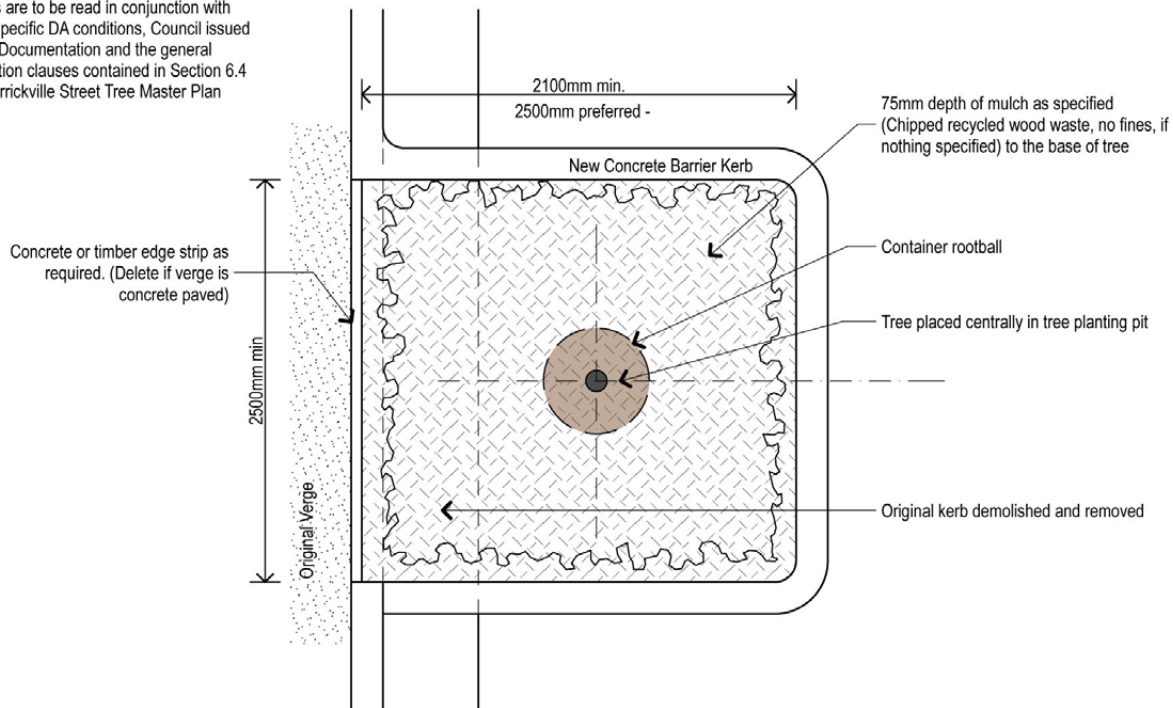 s are to be read in conjunction with
pecific DA conditions, Council issued
Documentation and the general
tion clauses contained in Section 6.4
rrickville Street Tree Master Plan
2100mm min.
2500mm preferred -
75mm depth of mulch as specified
(Chipped recycled wood waste, no fines, if
nothing specified) to the base of tree
New Concrete Barrier Kerb
Concrete or timber edge strip as
required. (Delete if verge is
concrete paved)
Container rootball
Tree placed centrally in tree planting pit
2500mm min
Original Verge
Original kerb demolished and removed